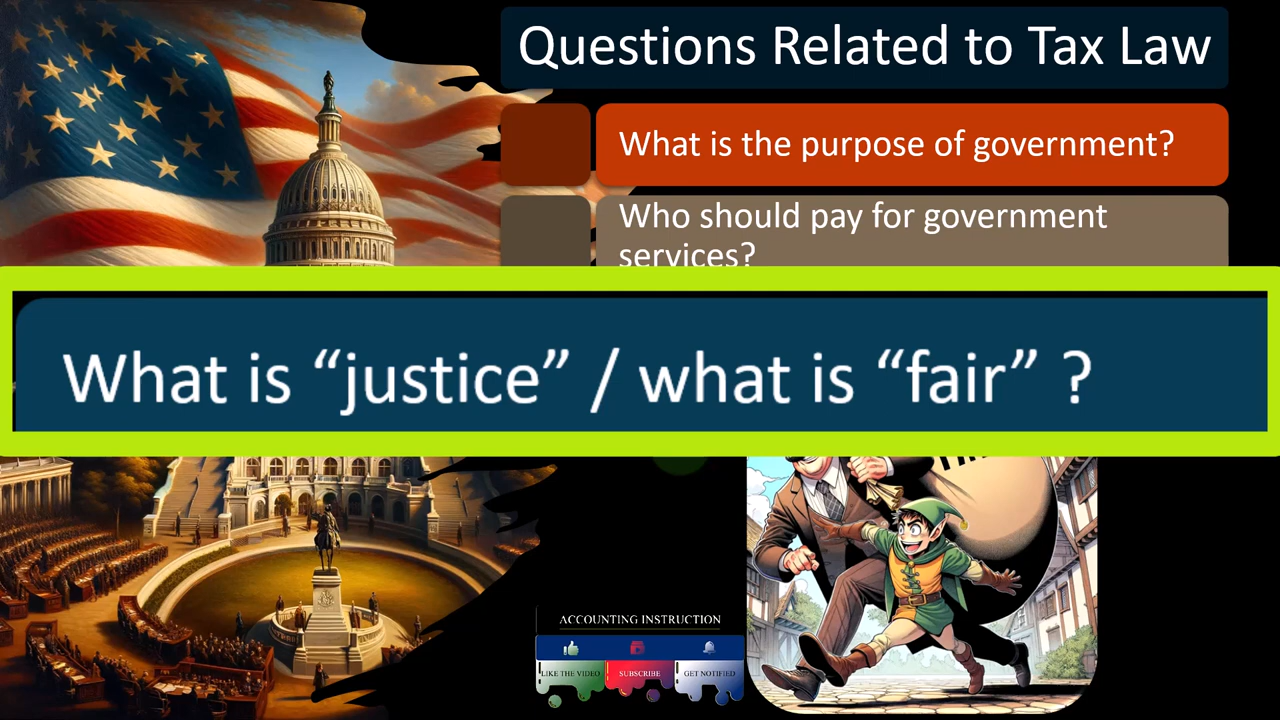 Questions Related to Tax Law
What is the purpose of government?
Who should pay for government
services?
What is “justice” / what is “fair” ?
ACCOUNTING INSTRUCTION
LIKE THE VIDEO
SUBSCRIBE
GET NOTIFIED